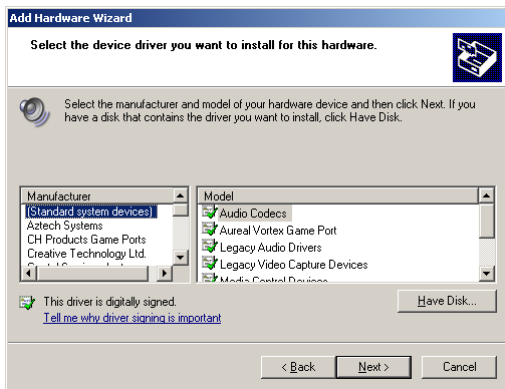 Add Hardware Wizard
Select the device driver you want to install for this hardware.
Select the manufacturer and model of your hardware device and then click Next. If you
have a disk that contains the driver you want to install, click Have Disk.
Manufacturer
(Standard system devices)
Aztech Systems
CH Products Game Ports
Creative Technology Ltd.
Model
Audio Codecs
Aureal Vortex Game Port
Legacy Audio Drivers
Legacy Video Capture Devices
Media Control Devices
This driver is digitally signed.
Tell me why driver signing is important
Have Disk...
< Back
Next >
Cancel